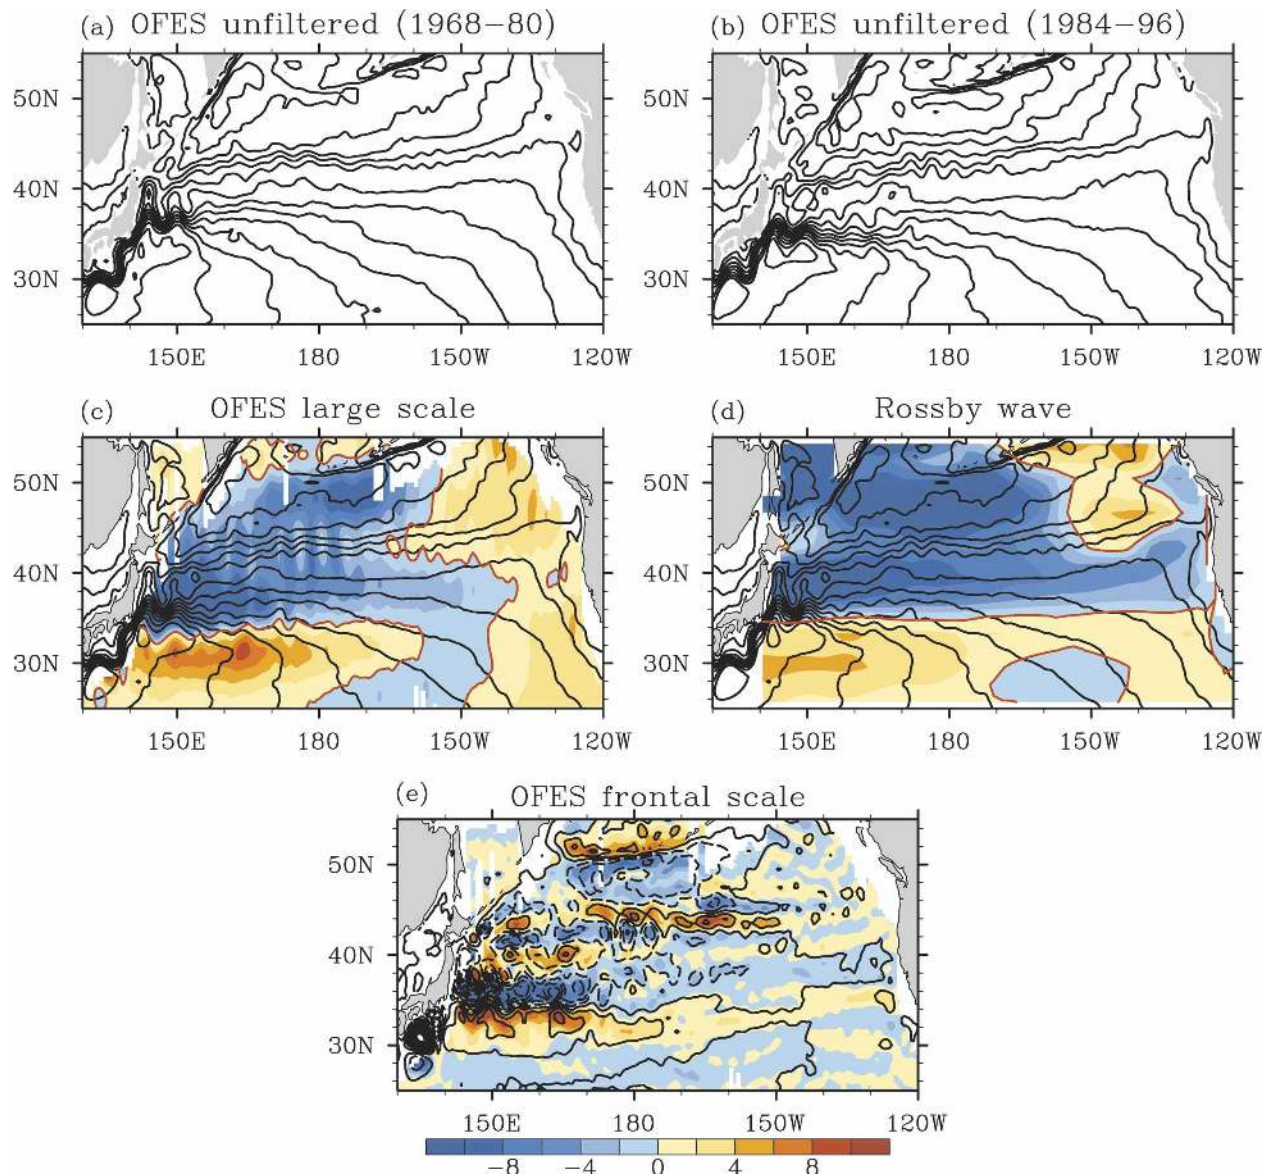 (a) OFES unfiltered (1968−80)
(b) OFES unfiltered (1984−96)
50N
40N
30N
150E 180 150W 120W
50N
40N
30N
150E 180 150W 120W
(c) OFES large scale
(d) Rossby wave
50N
40N
30N
150E 180 150W 120W
50N
40N
30N
150E 180 150W 120W
(e) OFES frontal scale
50N
40N
30N
150E 180 150W 120W
−8 −4 0 4 8